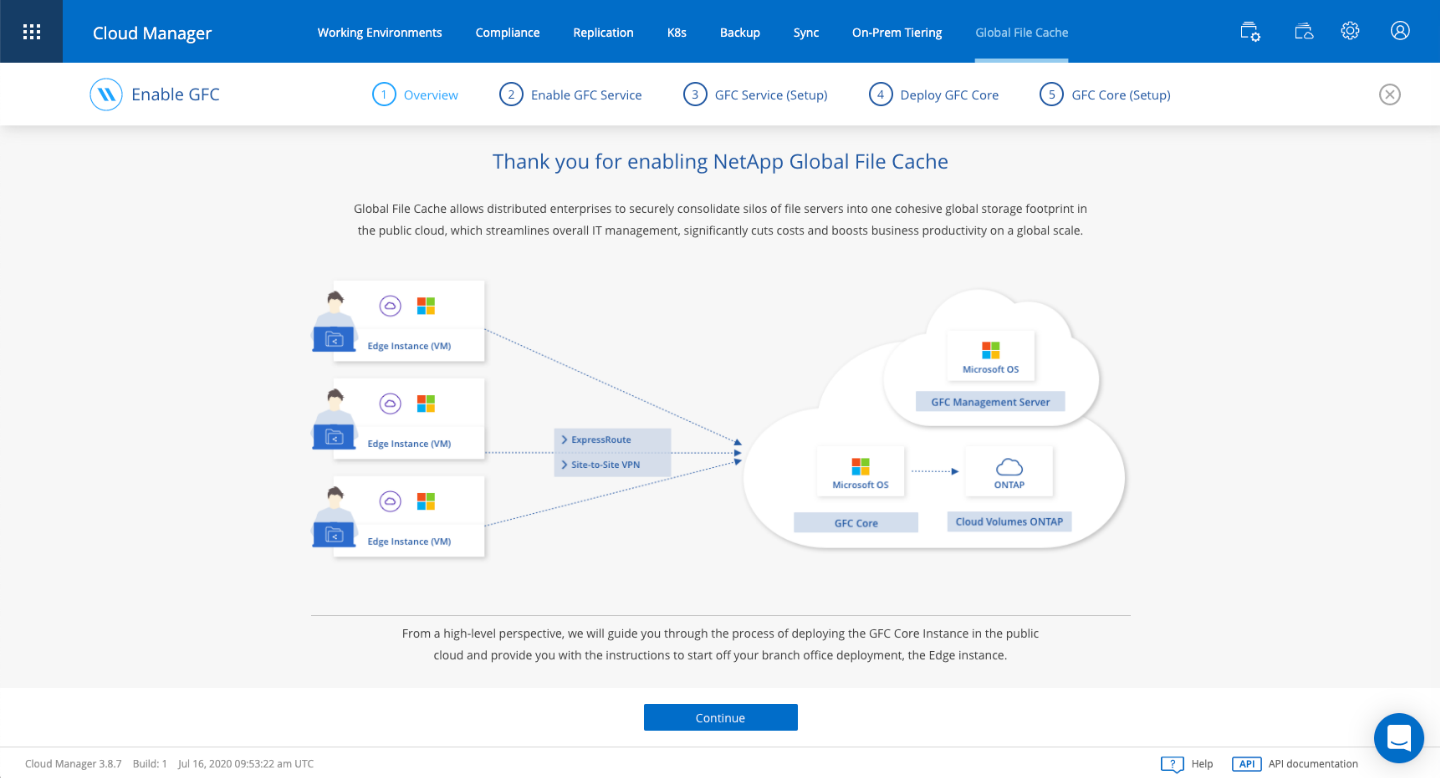 Cloud Manager
Working Environments
Compliance
Replication
K8s
Backup
Sync
On-Prem Tiering
Global File Cache
Enable GFC
1 Overview
2 Enable GFC Service
3 GFC Service (Setup)
4 Deploy GFC Core
5 GFC Core (Setup)
Thank you for enabling NetApp Global File Cache
Global File Cache allows distributed enterprises to securely consolidate silos of file servers into one cohesive global storage footprint in
the public cloud, which streamlines overall IT management, significantly cuts costs and boosts business productivity on a global scale.
Edge Instance (VM)
Edge Instance (VM)
Edge Instance (VM)
ExpressRoute
Site-to-Site VPN
Microsoft OS
GFC Management Server
Microsoft OS
ONTAP
GFC Core
Cloud Volumes ONTAP
From a high-level perspective, we will guide you through the process of deploying the GFC Core Instance in the public
cloud and provide you with the instructions to start off your branch office deployment, the Edge instance.
Continue
Cloud Manager 3.8.7 Build: 1 Jul 16, 2020 09:53:22 am UTC
? Help
API API documentation